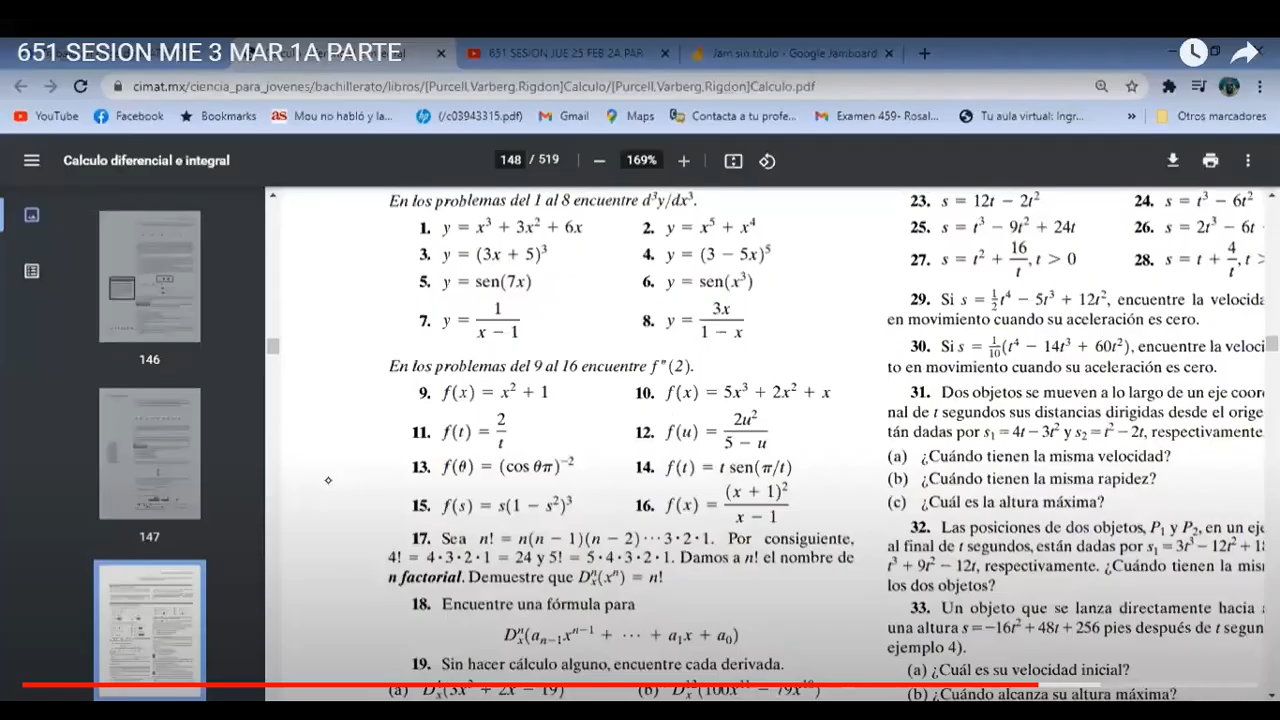 651 SESION MIE 3 MAR 1A PARTE
651 SESION JUE 25 FEB 2A PAR
Jam sin título - Google Jamboard
cimat.mx/ciencia_para_jovenes/bachillerato/libros/[Purcell,Varberg,Rigdon]Calculo/[Purcell,Varberg,Rigdon]Calculo.pdf
YouTube Facebook Bookmarks Mou no habló y la... (/c03943315.pdf) Gmail Maps Contacta a tu profe... Examen 459- Rosal... Tu aula virtual: Ingr... » Otros marcadores
Calculo diferencial e integral 148 / 519 − 169% +
146
147
En los problemas del 1 al 8 encuentre d³y/dx³.
1. y = x³ + 3x² + 6x 2. y = x⁵ + x⁴
3. y = (3x + 5)³ 4. y = (3 − 5x)⁵
5. y = sen(7x) 6. y = sen(x³)
7. y = 1/(x − 1) 8. y = 3x/(1 − x)
En los problemas del 9 al 16 encuentre f″(2).
9. f(x) = x² + 1 10. f(x) = 5x³ + 2x² + x
11. f(t) = 2/t 12. f(u) = 2u²/(5 − u)
13. f(θ) = (cos θπ)⁻² 14. f(t) = t sen(π/t)
15. f(s) = s(1 − s²)³ 16. f(x) = (x + 1)²/(x − 1)
17. Sea n! = n(n − 1)(n − 2)···3·2·1. Por consiguiente,
4! = 4·3·2·1 = 24 y 5! = 5·4·3·2·1. Damos a n! el nombre de
n factorial. Demuestre que Dₓⁿ(xⁿ) = n!
18. Encuentre una fórmula para
Dₓⁿ(aₙ₋₁xⁿ⁻¹ + ··· + a₁x + a₀)
19. Sin hacer cálculo alguno, encuentre cada derivada.
(a) Dₓ⁴(3x³ + 2x − 19) (b) Dₓ¹²(100x¹¹ − 79x¹⁰)
23. s = 12t − 2t² 24. s = t³ − 6t²
25. s = t³ − 9t² + 24t 26. s = 2t³ − 6t
27. s = t² + 16/t, t > 0 28. s = t + 4/t, t >
29. Si s = ½t⁴ − 5t³ + 12t², encuentre la velocida
en movimiento cuando su aceleración es cero.
30. Si s = 1/10(t⁴ − 14t³ + 60t²), encuentre la veloci
to en movimiento cuando su aceleración es cero.
31. Dos objetos se mueven a lo largo de un eje coor
nal de t segundos sus distancias dirigidas desde el orige
tán dadas por s₁ = 4t − 3t² y s₂ = t² − 2t, respectivamente
(a) ¿Cuándo tienen la misma velocidad?
(b) ¿Cuándo tienen la misma rapidez?
(c) ¿Cuál es la altura máxima?
32. Las posiciones de dos objetos, P₁ y P₂, en un eje
al final de t segundos, están dadas por s₁ = 3t³ − 12t² + 18
t³ + 9t² − 12t, respectivamente. ¿Cuándo tienen la mis
los dos objetos?
33. Un objeto que se lanza directamente hacia a
una altura s = −16t² + 48t + 256 pies después de t segun
ejemplo 4).
(a) ¿Cuál es su velocidad inicial?
(b) ¿Cuándo alcanza su altura máxima?